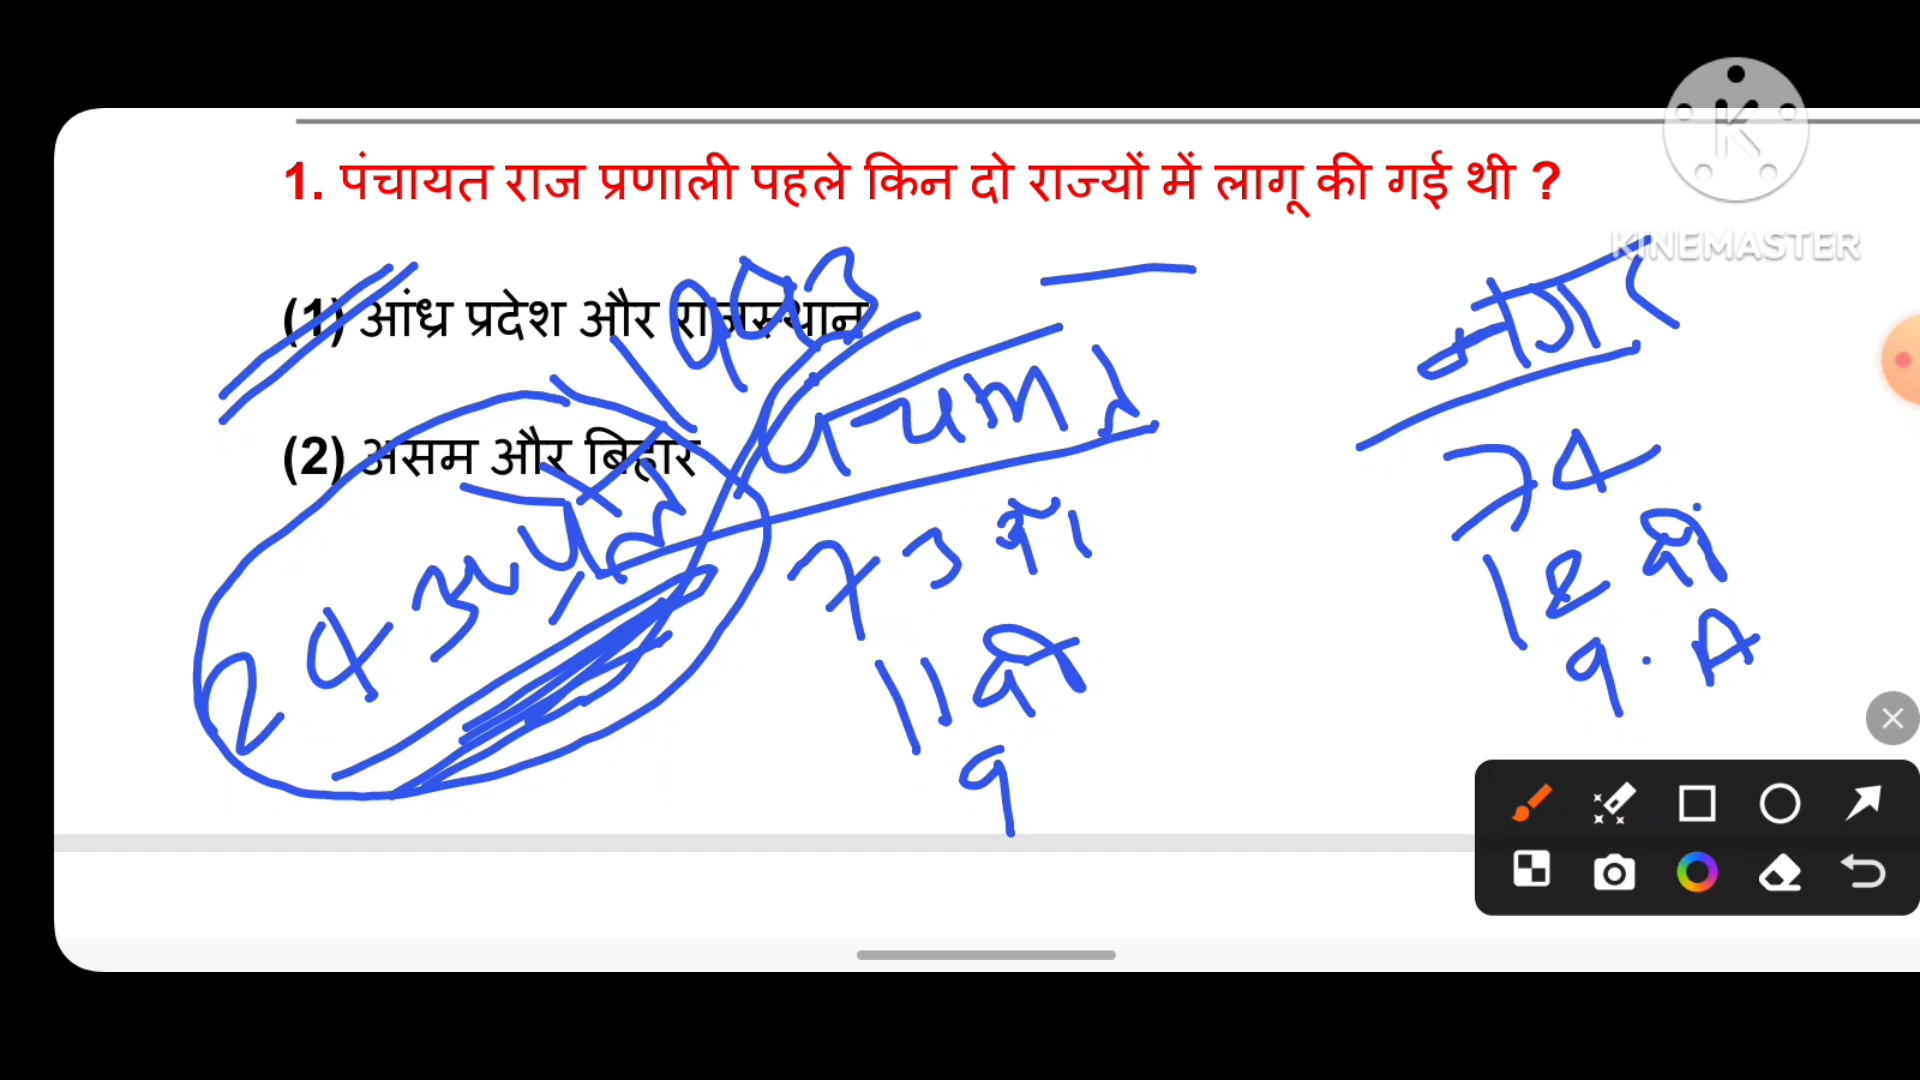 1. पंचायत राज प्रणाली पहले किन दो राज्यों में लागू की गई थी ?
KINEMASTER
(1) आंध्र प्रदेश और राजस्थान
(2) असम और बिहार
24 अप्रैल
73 वां
11 वी
9
नगर
74
12 वी
9. A